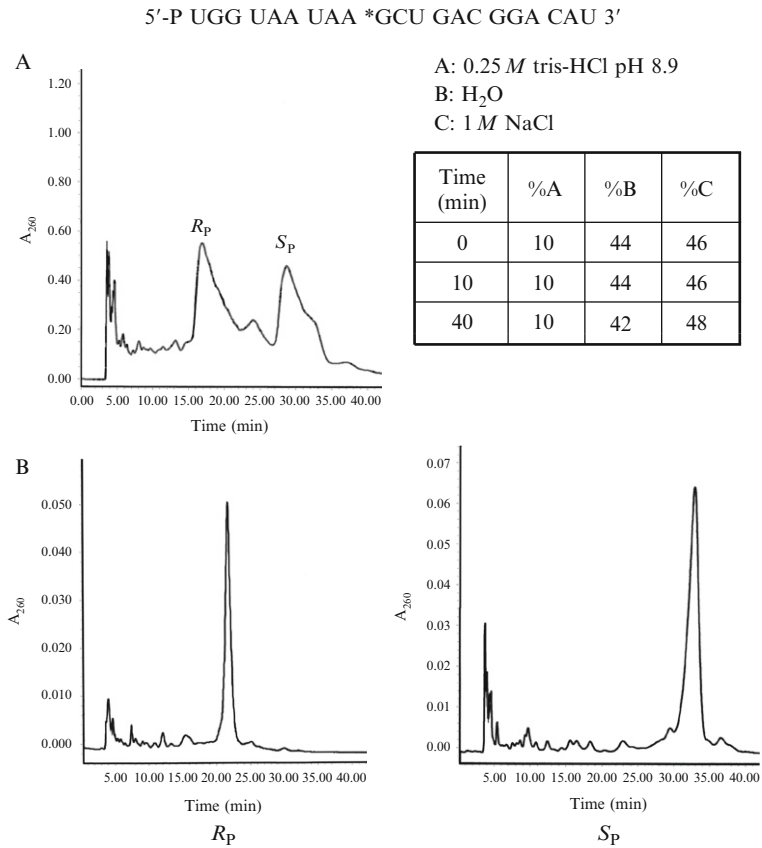 5′-P UGG UAA UAA *GCU GAC GGA CAU 3′
A
1.20
1.00
0.80
0.60
0.40
0.20
0.00
A260
RP
SP
0.00 5.00 10.00 15.00 20.00 25.00 30.00 35.00 40.00
Time (min)
A: 0.25 M tris-HCl pH 8.9
B: H2O
C: 1 M NaCl
Time (min) %A %B %C
0 10 44 46
10 10 44 46
40 10 42 48
B
0.050
0.040
0.030
0.020
0.010
0.000
A260
5.00 10.00 15.00 20.00 25.00 30.00 35.00 40.00
Time (min)
RP
0.07
0.06
0.05
0.04
0.03
0.02
0.01
0.00
A260
5.00 10.00 15.00 20.00 25.00 30.00 35.00 40.00
Time (min)
SP